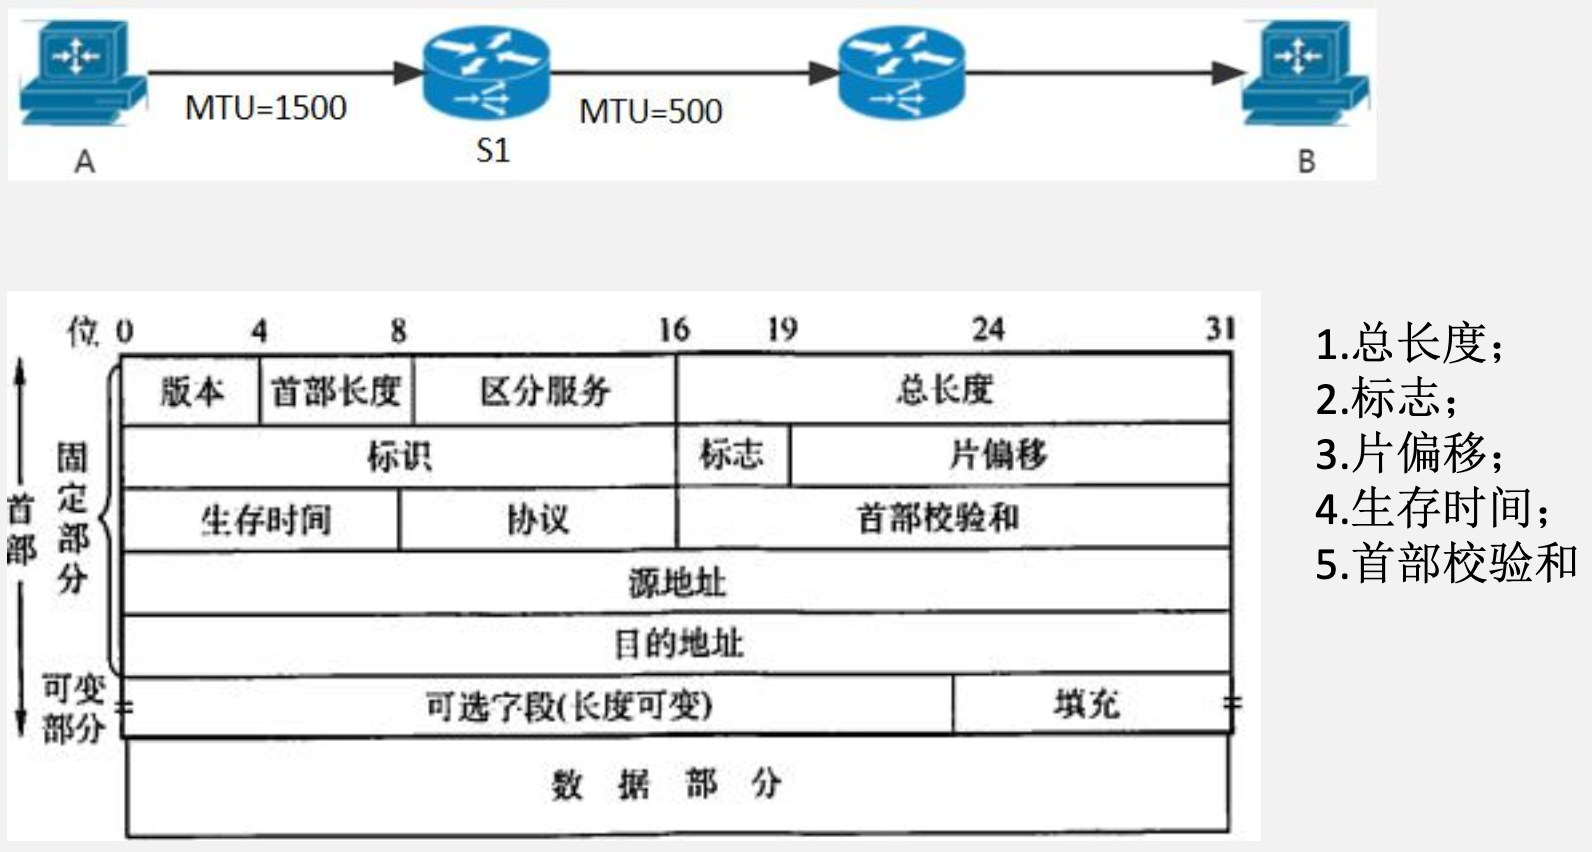 MTU=1500
MTU=500
A
S1
B
位 0 4 8 16 19 24 31
版本 首部长度 区分服务 总长度
标识 标志 片偏移
生存时间 协议 首部校验和
源地址
目的地址
可选字段(长度可变) 填充
数据部分
首部
固定部分
可变部分
1.总长度；
2.标志；
3.片偏移；
4.生存时间；
5.首部校验和